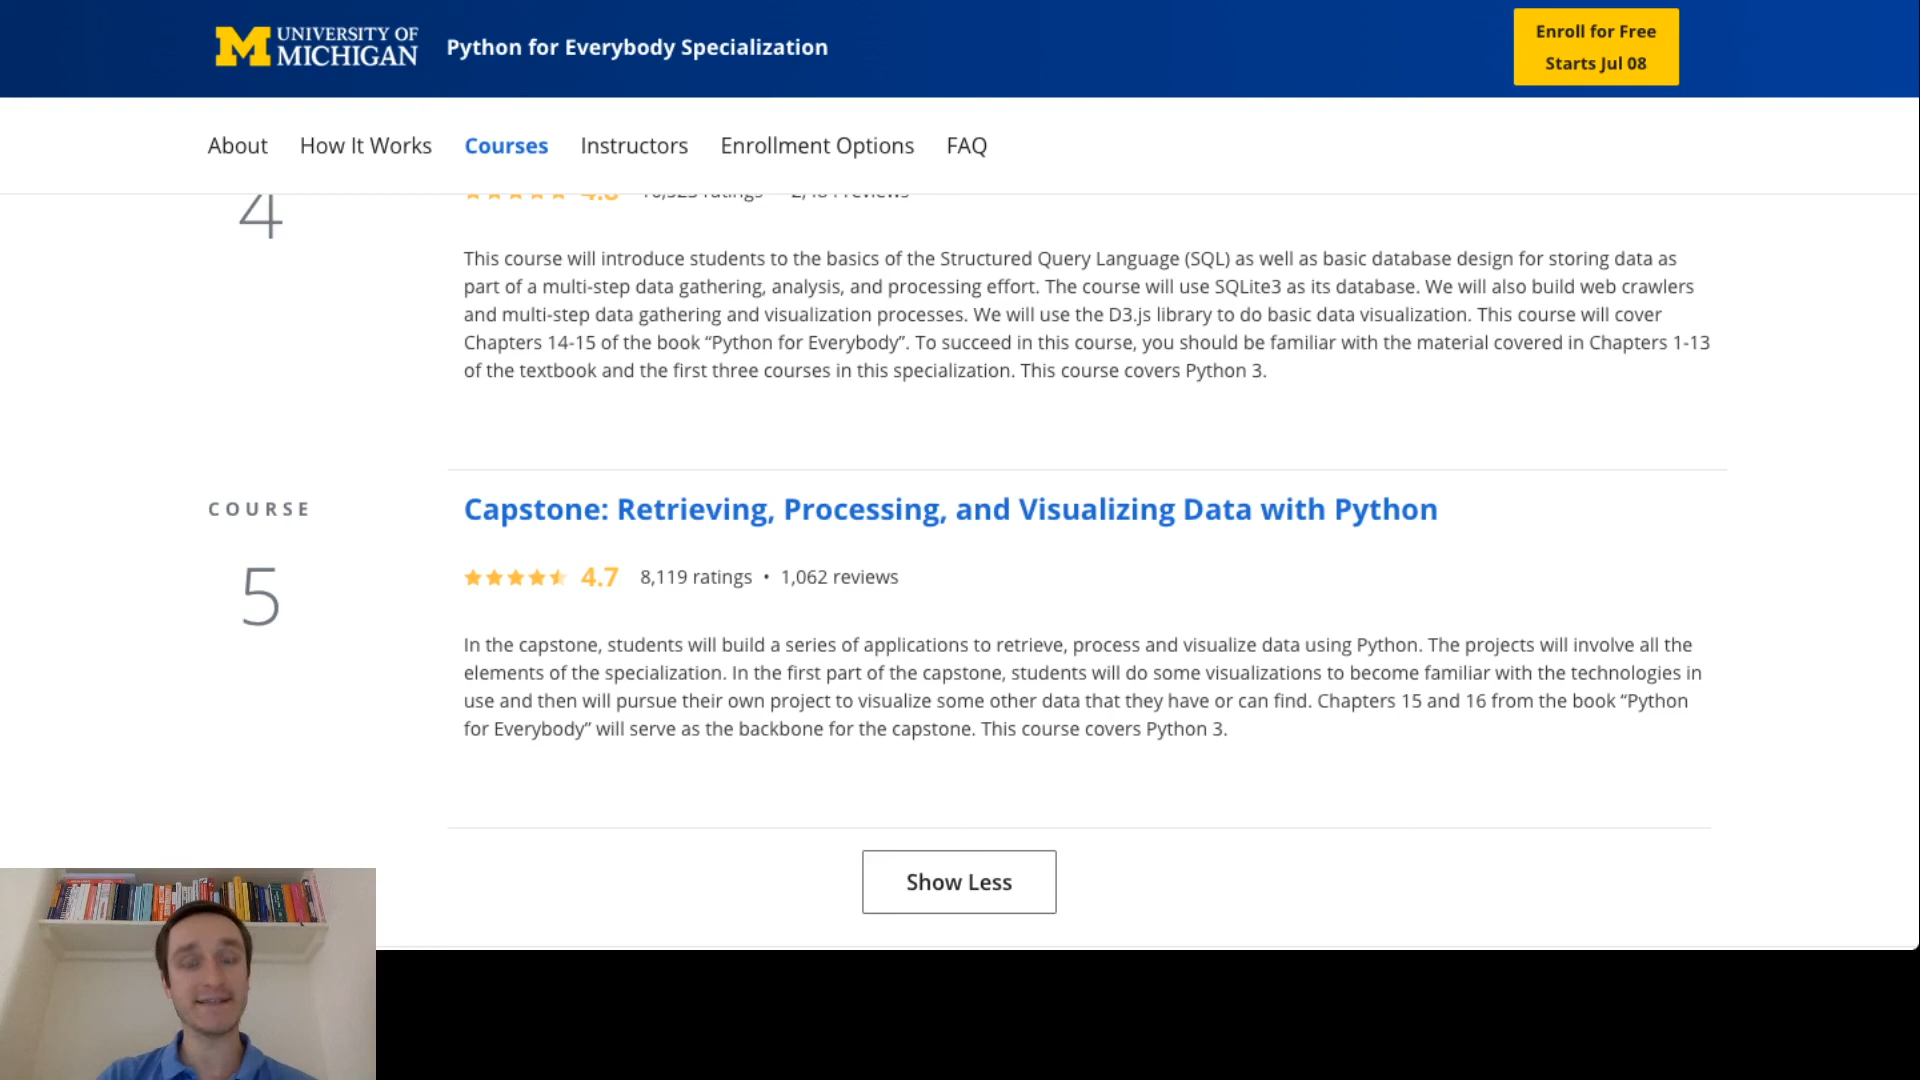 UNIVERSITY OF
MICHIGAN
Python for Everybody Specialization
Enroll for Free
Starts Jul 08
About How It Works Courses Instructors Enrollment Options FAQ
4
This course will introduce students to the basics of the Structured Query Language (SQL) as well as basic database design for storing data as
part of a multi-step data gathering, analysis, and processing effort. The course will use SQLite3 as its database. We will also build web crawlers
and multi-step data gathering and visualization processes. We will use the D3.js library to do basic data visualization. This course will cover
Chapters 14-15 of the book “Python for Everybody”. To succeed in this course, you should be familiar with the material covered in Chapters 1-13
of the textbook and the first three courses in this specialization. This course covers Python 3.
COURSE
5
Capstone: Retrieving, Processing, and Visualizing Data with Python
4.7 8,119 ratings • 1,062 reviews
In the capstone, students will build a series of applications to retrieve, process and visualize data using Python. The projects will involve all the
elements of the specialization. In the first part of the capstone, students will do some visualizations to become familiar with the technologies in
use and then will pursue their own project to visualize some other data that they have or can find. Chapters 15 and 16 from the book “Python
for Everybody” will serve as the backbone for the capstone. This course covers Python 3.
Show Less